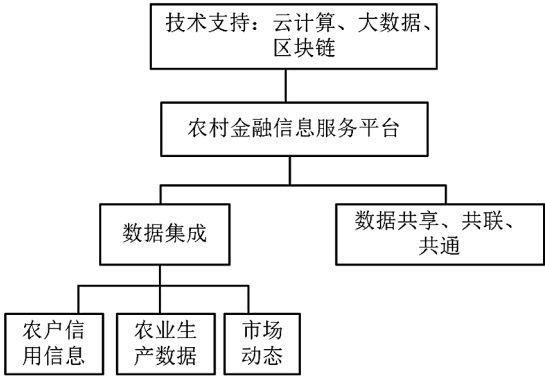 技术支持：云计算、大数据、
区块链
农村金融信息服务平台
数据集成
数据共享、共联、
共通
农户信
用信息
农业生
产数据
市场
动态